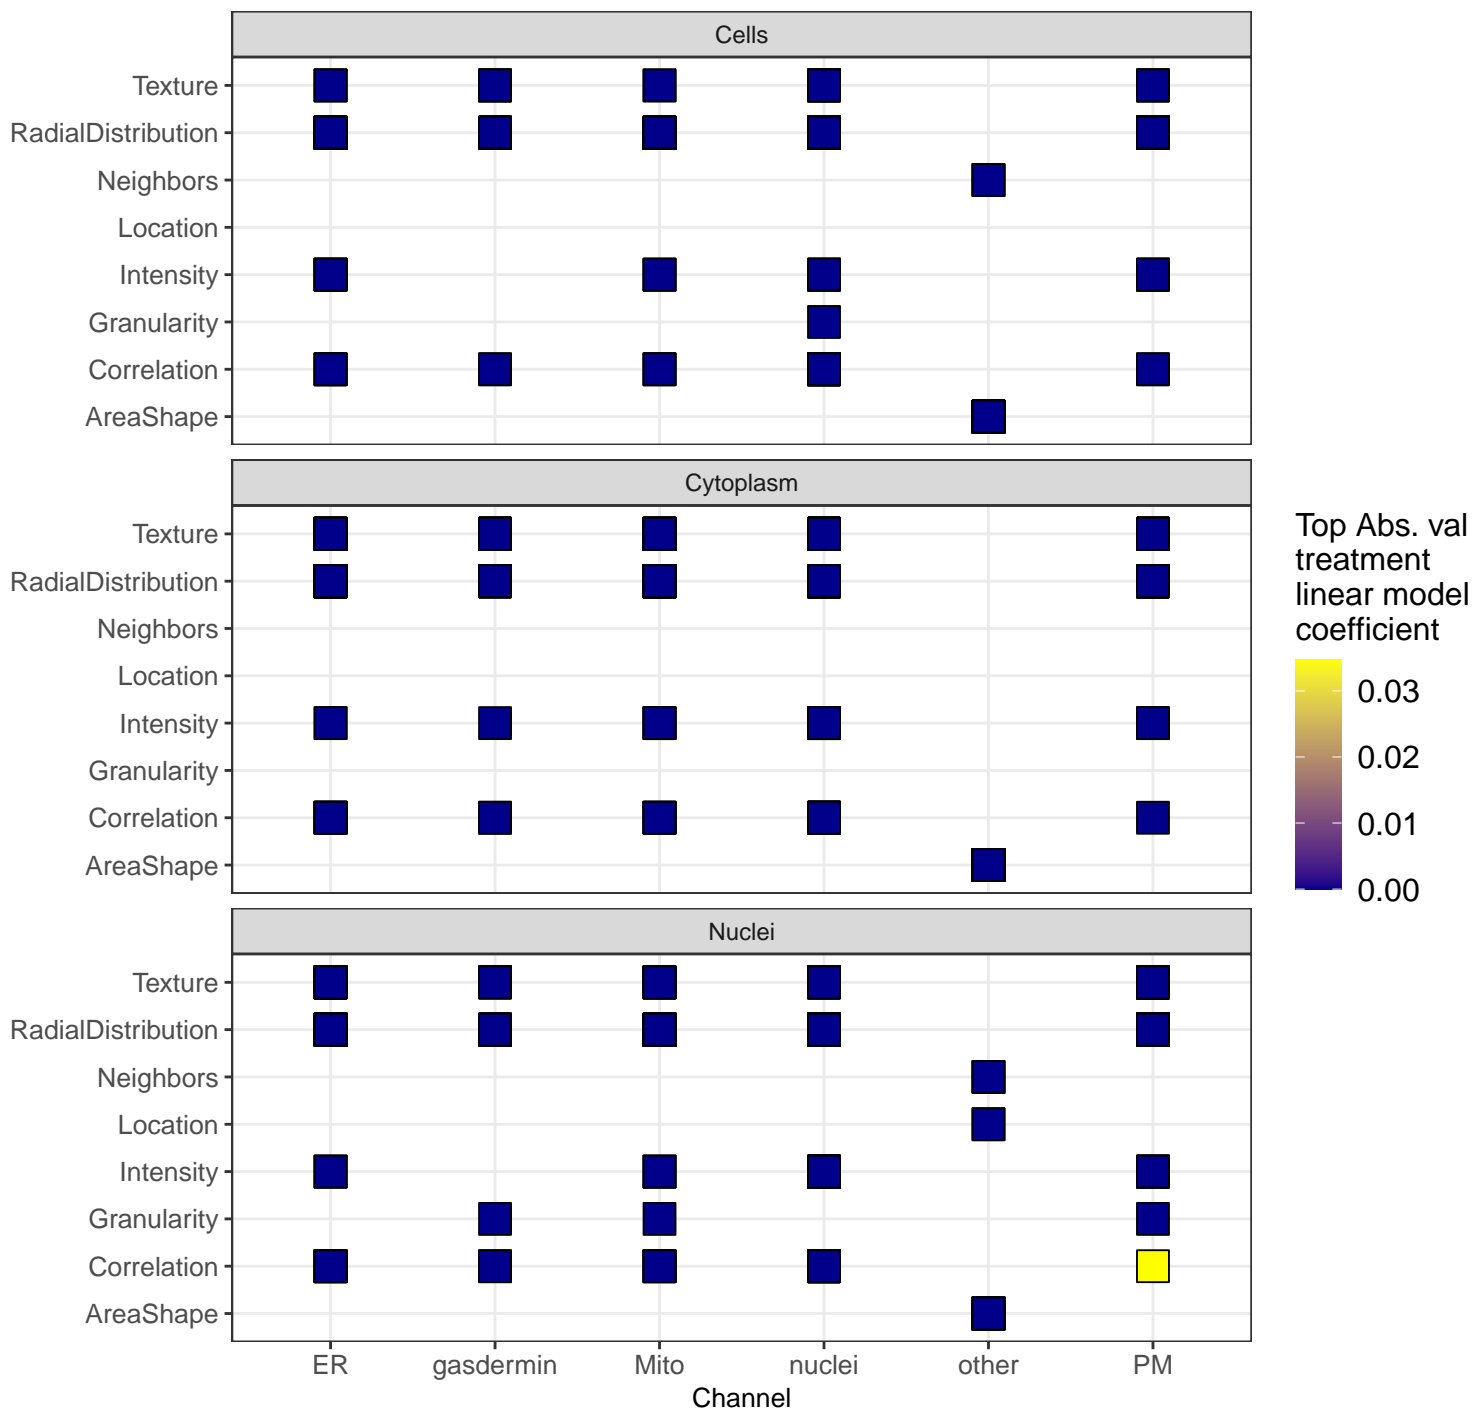 Cells
Texture
RadialDistribution
Neighbors
Location
Intensity
Granularity
Correlation
AreaShape
Cytoplasm
Texture
RadialDistribution
Neighbors
Location
Intensity
Granularity
Correlation
AreaShape
Nuclei
Texture
RadialDistribution
Neighbors
Location
Intensity
Granularity
Correlation
AreaShape
ER gasdermin Mito nuclei other PM
Channel
Top Abs. val
treatment
linear model
coefficient
0.03
0.02
0.01
0.00